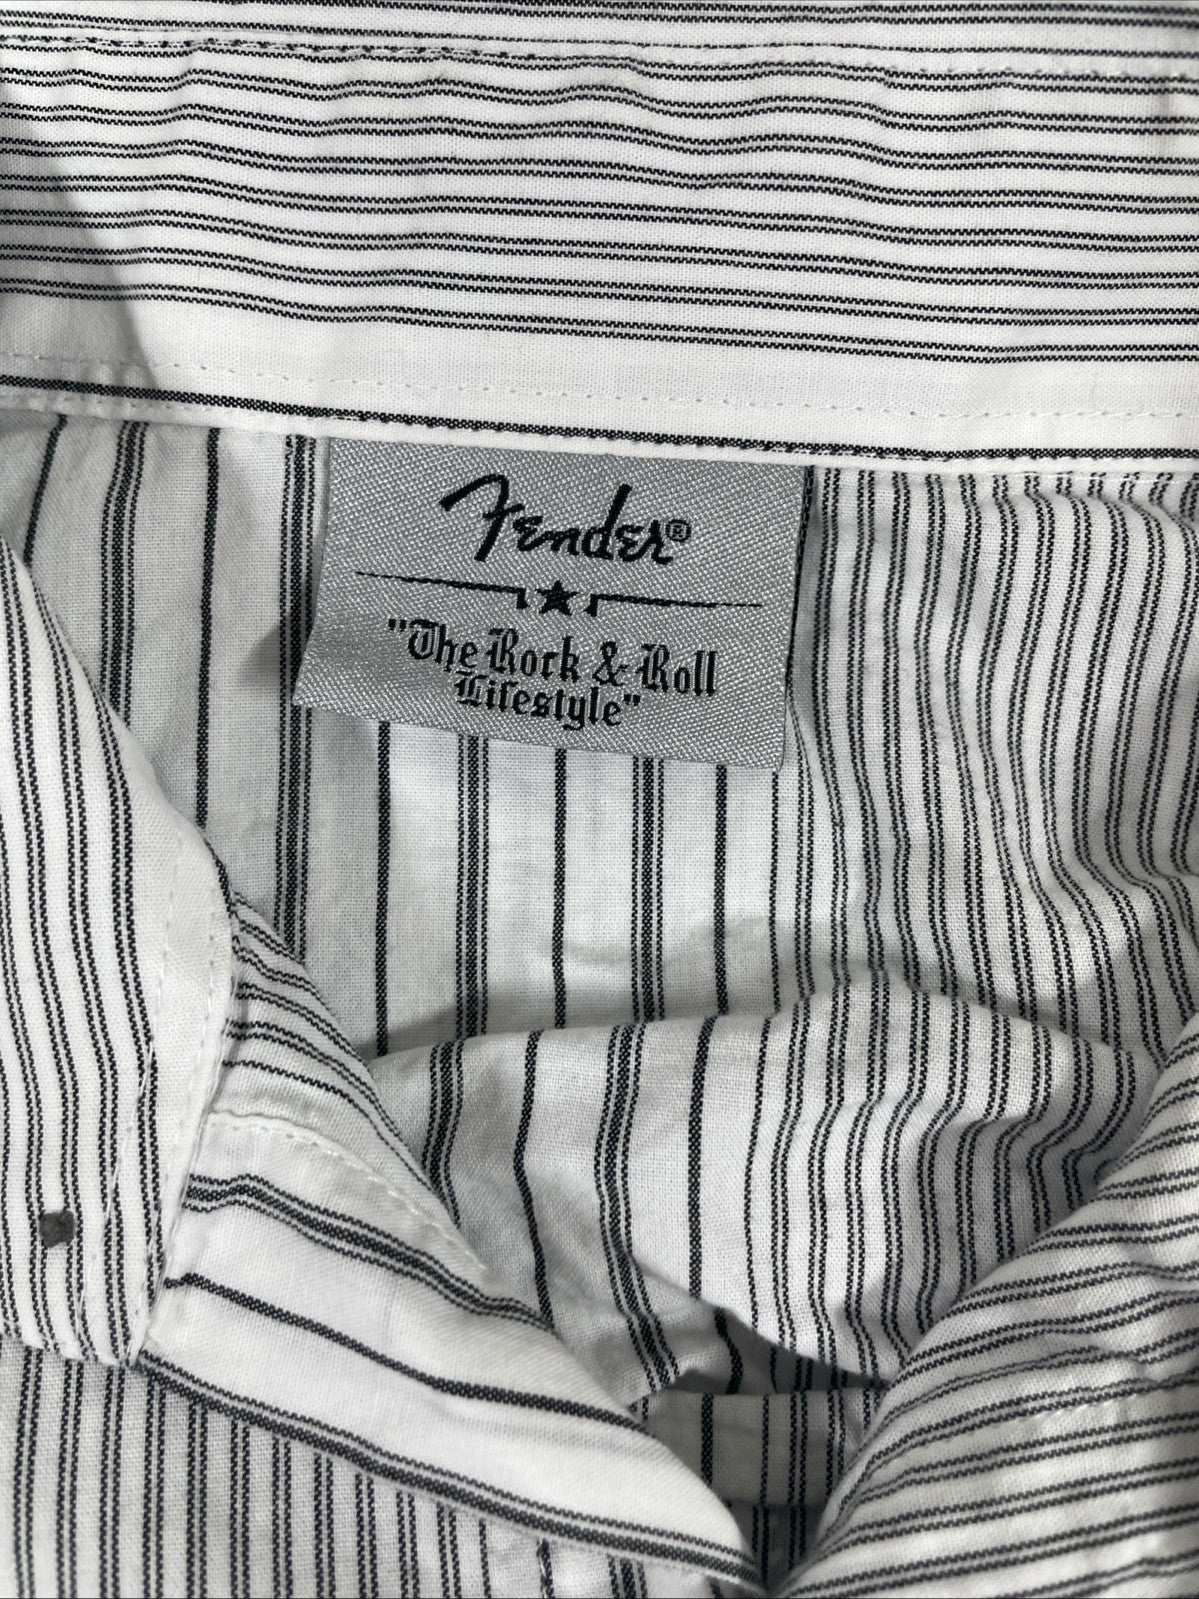 Fender®
"The Rock & Roll
Lifestyle"